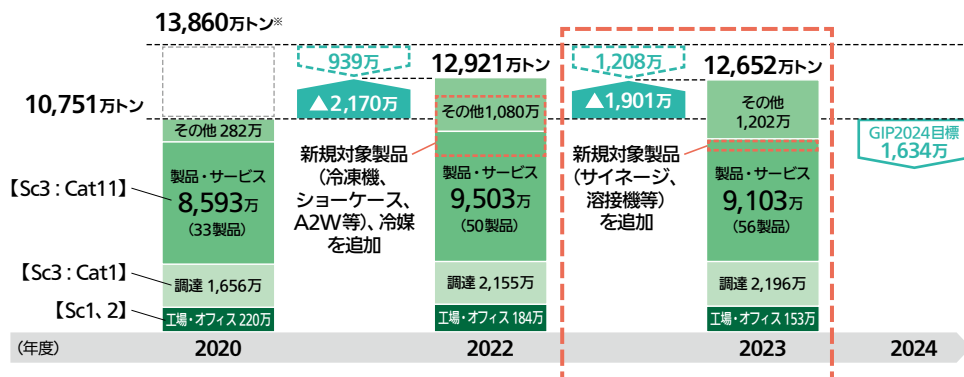 13,860万トン※
10,751万トン
その他 282万
製品・サービス
8,593万
(33製品)
調達 1,656万
工場・オフィス 220万
【Sc3 : Cat11】
【Sc3 : Cat1】
【Sc1、2】
939万
▲2,170万
新規対象製品
(冷凍機、
ショーケース、
A2W等)、冷媒
を追加
12,921万トン
その他1,080万
製品・サービス
9,503万
(50製品)
調達 2,155万
工場・オフィス 184万
1,208万
▲1,901万
新規対象製品
(サイネージ、
溶接機等)
を追加
12,652万トン
その他
1,202万
製品・サービス
9,103万
(56製品)
調達 2,196万
工場・オフィス 153万
GIP2024目標
1,634万
(年度) 2020 2022 2023 2024